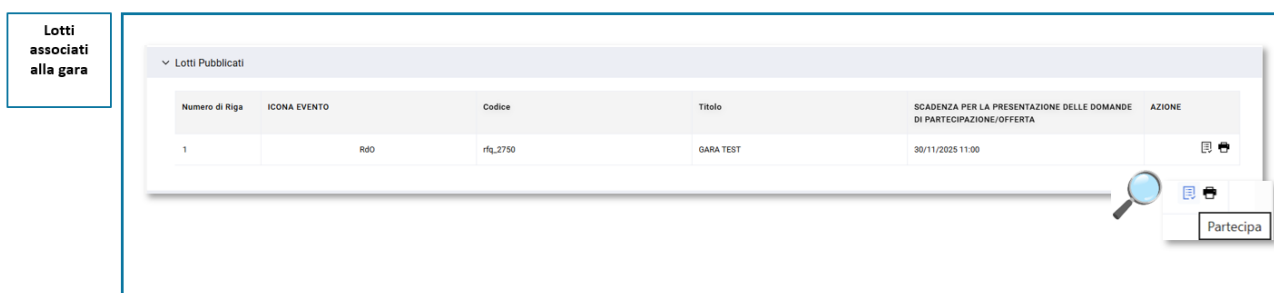 Lotti
associati
alla gara
Lotti Pubblicati
Numero di Riga ICONA EVENTO Codice Titolo SCADENZA PER LA PRESENTAZIONE DELLE DOMANDE DI PARTECIPAZIONE/OFFERTA AZIONE
1 RdO rfq_2750 GARA TEST 30/11/2025 11:00
Partecipa